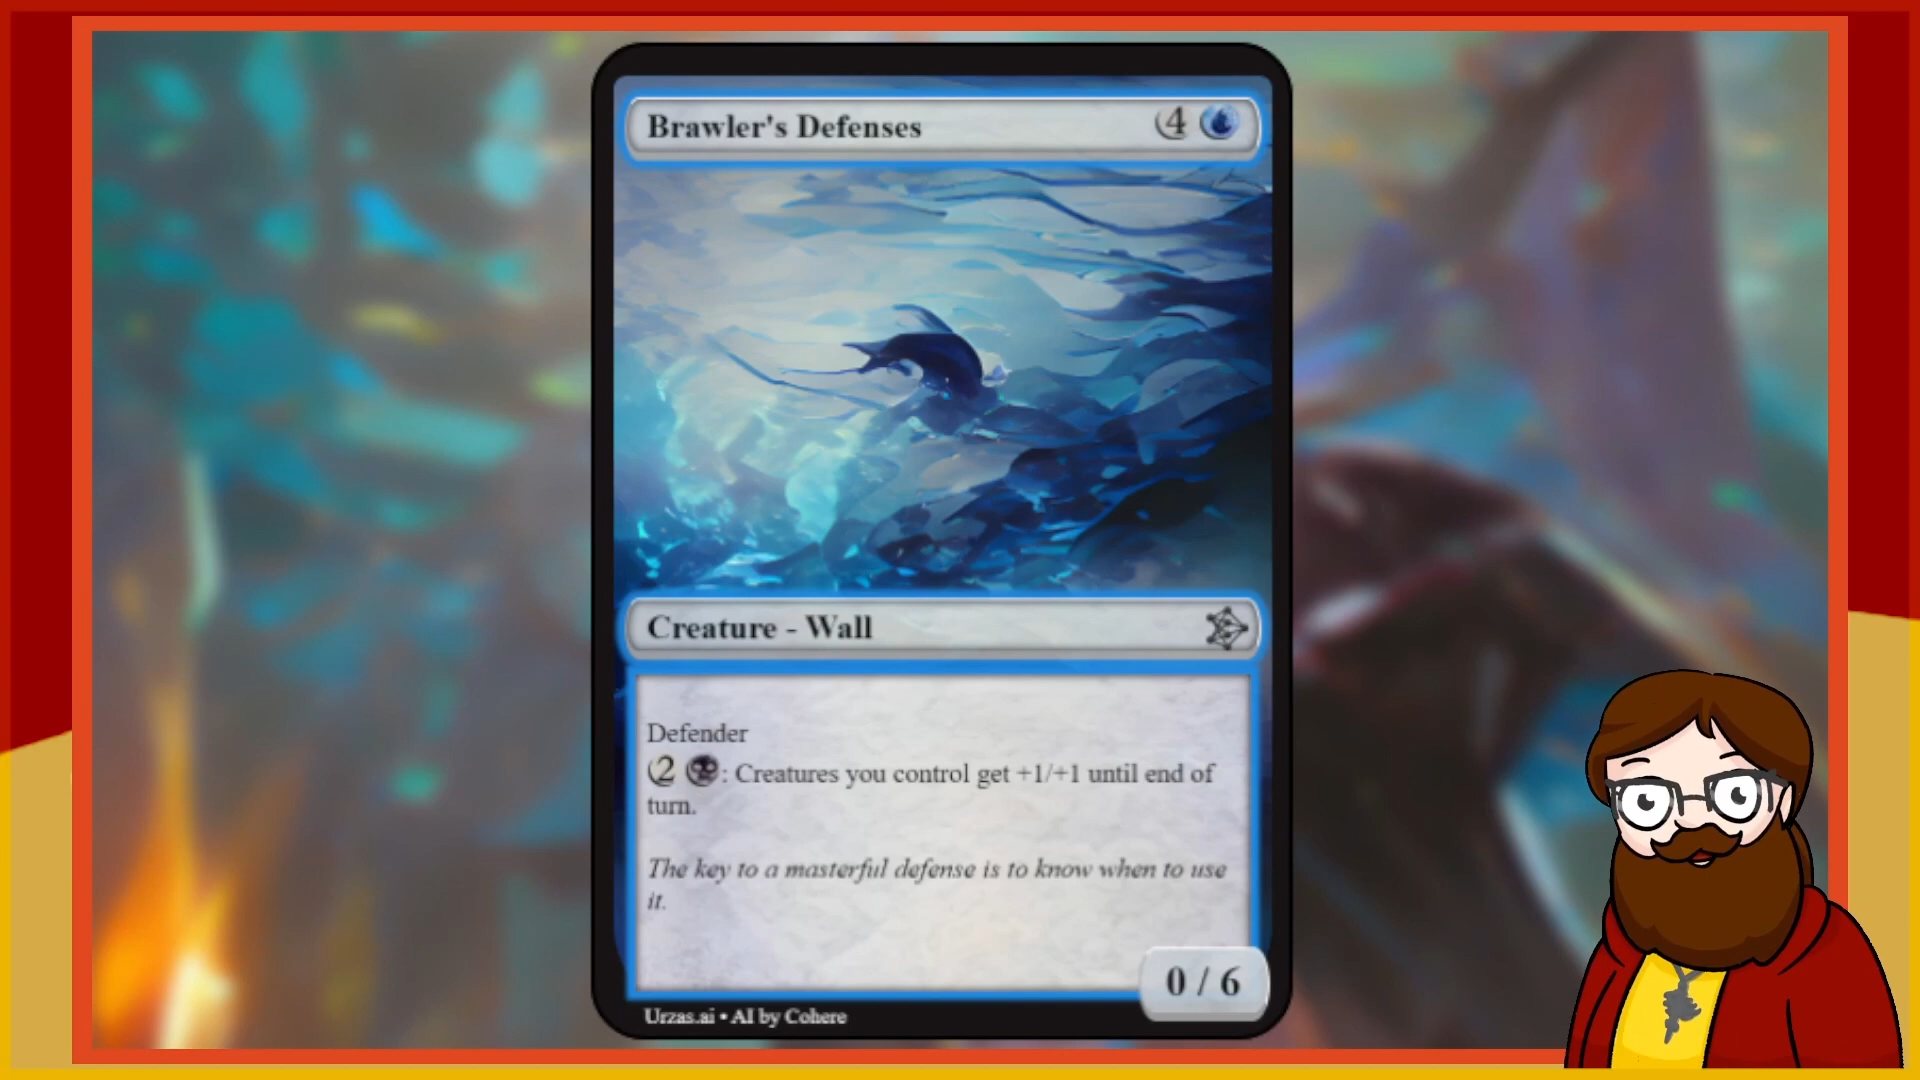 Brawler's Defenses 4
Creature - Wall
Defender
2 : Creatures you control get +1/+1 until end of
turn.
The key to a masterful defense is to know when to use
it.
0 / 6
Urzas.ai • AI by Cohere